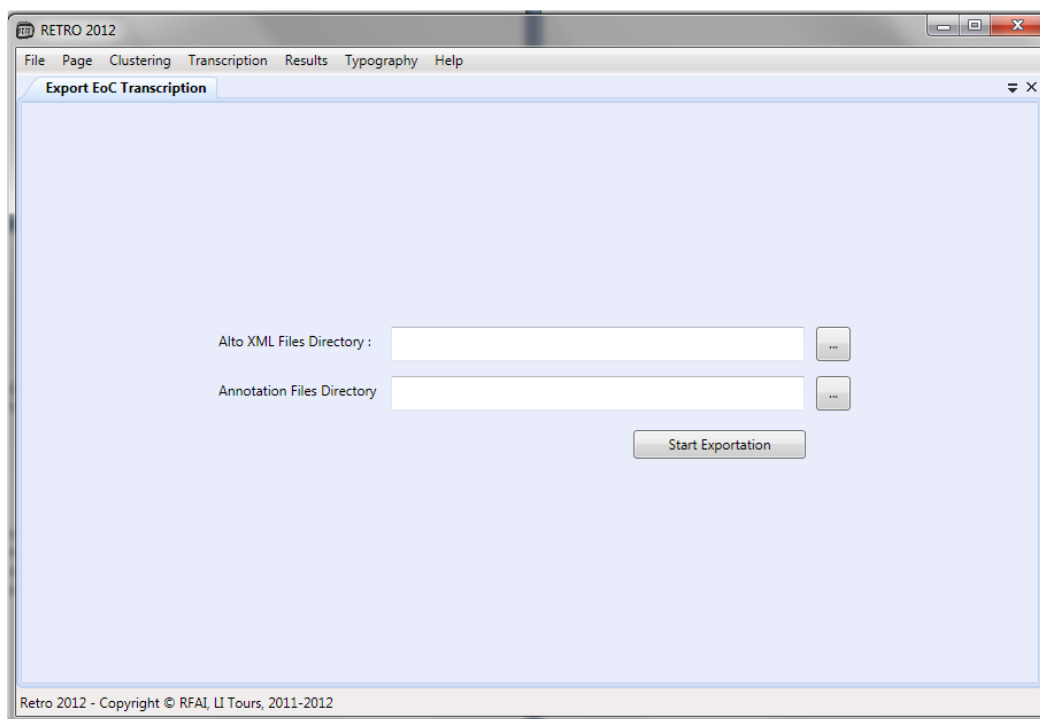 RETRO 2012
File Page Clustering Transcription Results Typography Help
Export EoC Transcription
Alto XML Files Directory :
...
Annotation Files Directory
...
Start Exportation
Retro 2012 - Copyright © RFAI, LI Tours, 2011-2012